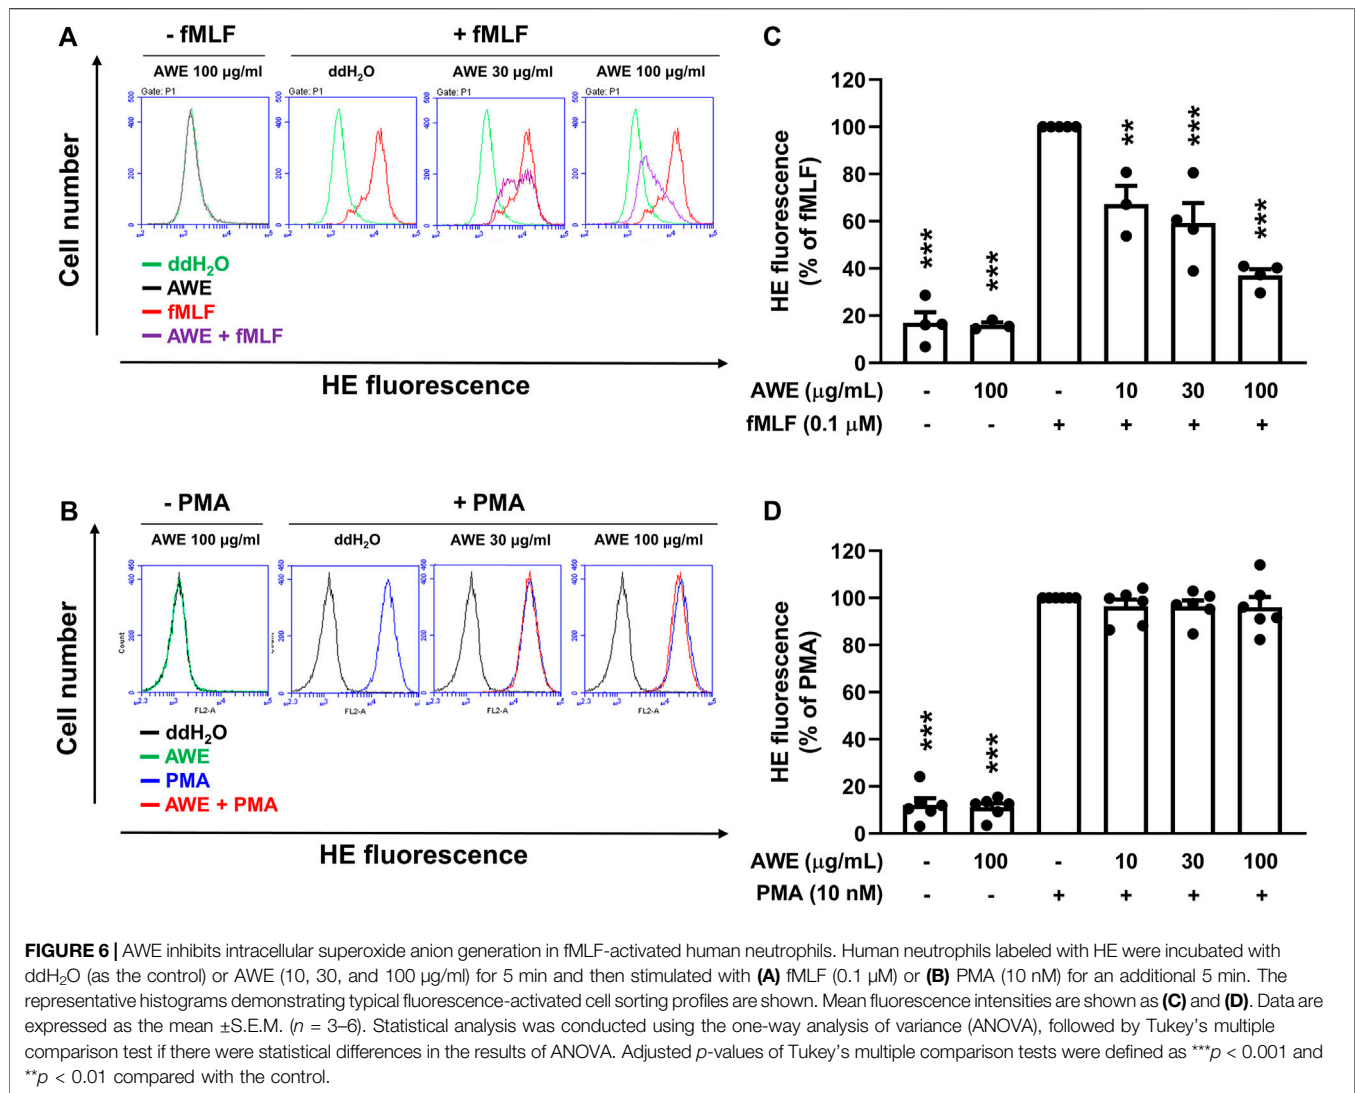 A
- fMLF
+ fMLF
AWE 100 µg/ml
ddH₂O
AWE 30 µg/ml
AWE 100 µg/ml
Gate: P1
Gate: P1
Gate: P1
Gate: P1
Cell number
ddH₂O
AWE
fMLF
AWE + fMLF
HE fluorescence
C
HE fluorescence
(% of fMLF)
120
100
80
60
40
20
0
*** *** ** *** ***
AWE (µg/mL) - 100 - 10 30 100
fMLF (0.1 µM) - - + + + +
B
- PMA
+ PMA
AWE 100 µg/ml
ddH₂O
AWE 30 µg/ml
AWE 100 µg/ml
Count
FL2-A
FL2-A
FL2-A
FL2-A
Cell number
ddH₂O
AWE
PMA
AWE + PMA
HE fluorescence
D
HE fluorescence
(% of PMA)
120
100
80
60
40
20
0
*** ***
AWE (µg/mL) - 100 - 10 30 100
PMA (10 nM) - - + + + +
FIGURE 6 | AWE inhibits intracellular superoxide anion generation in fMLF-activated human neutrophils. Human neutrophils labeled with HE were incubated with
ddH₂O (as the control) or AWE (10, 30, and 100 µg/ml) for 5 min and then stimulated with (A) fMLF (0.1 µM) or (B) PMA (10 nM) for an additional 5 min. The
representative histograms demonstrating typical fluorescence-activated cell sorting profiles are shown. Mean fluorescence intensities are shown as (C) and (D). Data are
expressed as the mean ±S.E.M. (n = 3–6). Statistical analysis was conducted using the one-way analysis of variance (ANOVA), followed by Tukey’s multiple
comparison test if there were statistical differences in the results of ANOVA. Adjusted p-values of Tukey’s multiple comparison tests were defined as ***p < 0.001 and
**p < 0.01 compared with the control.